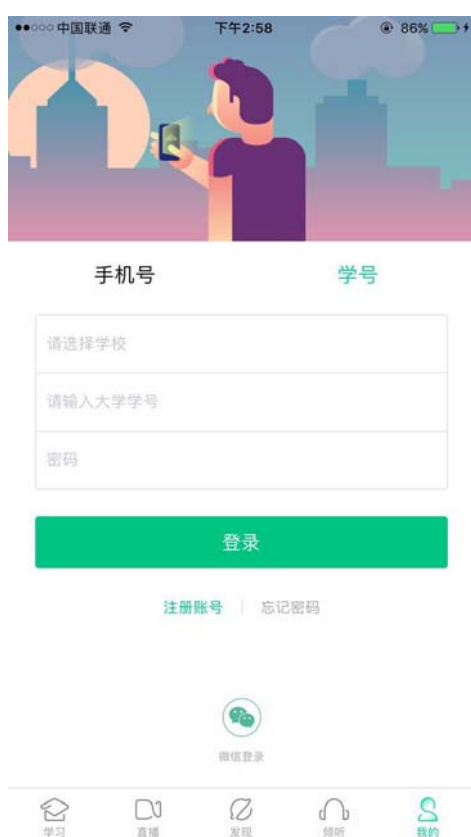 中国联通 下午2:58 86%
手机号 学号
请选择学校
请输入大学学号
密码
登录
注册账号 忘记密码
微信登录
学习 直播 发现 倾听 我的